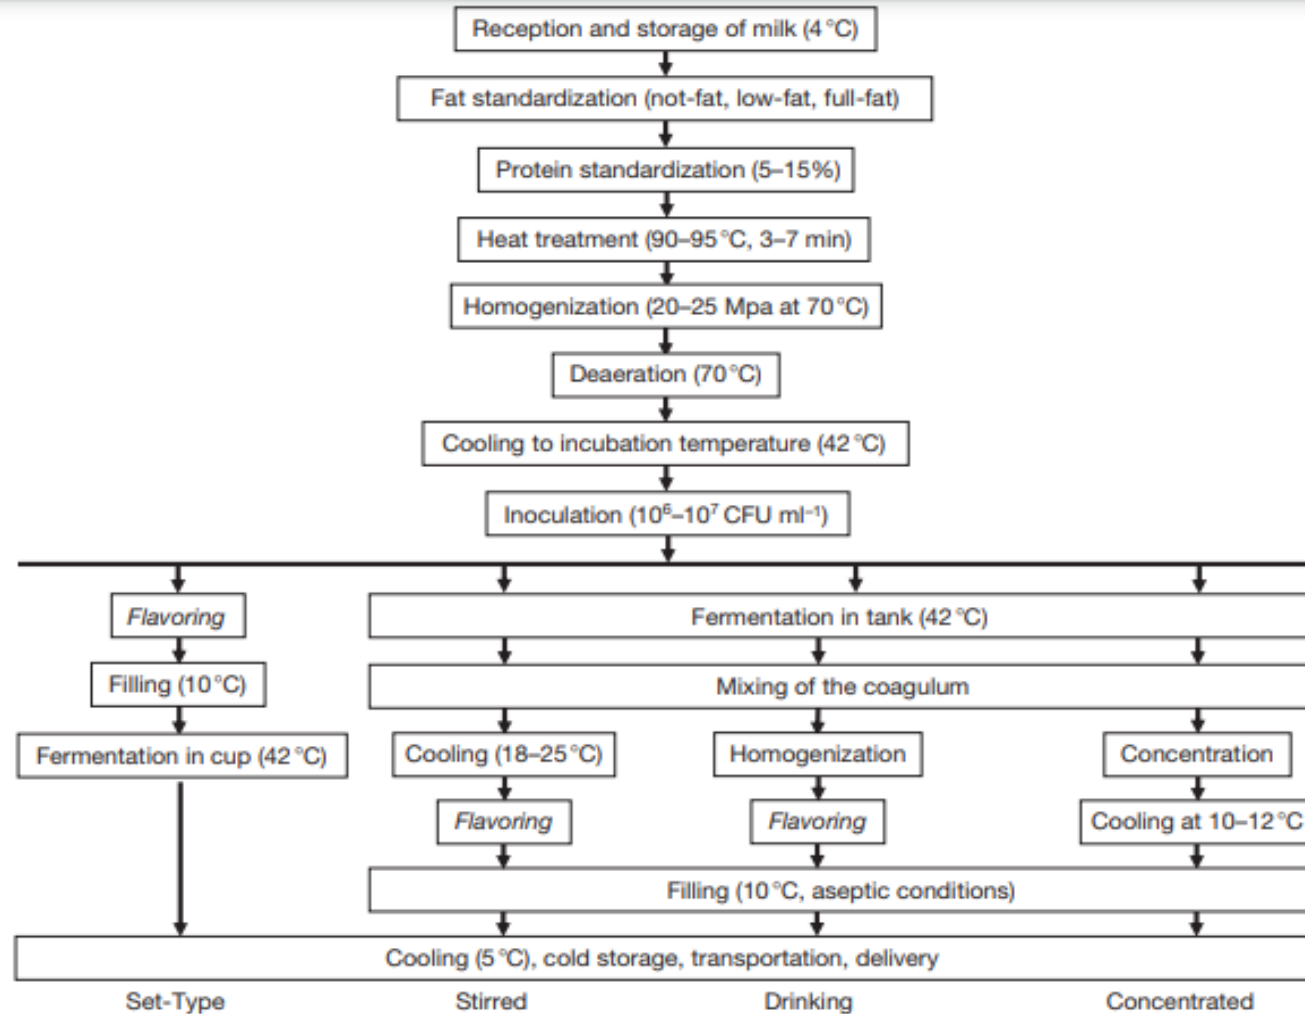 Reception and storage of milk (4 °C)
Fat standardization (not-fat, low-fat, full-fat)
Protein standardization (5–15%)
Heat treatment (90–95 °C, 3–7 min)
Homogenization (20–25 Mpa at 70 °C)
Deaeration (70 °C)
Cooling to incubation temperature (42 °C)
Inoculation (10⁶–10⁷ CFU ml⁻¹)
Flavoring
Fermentation in tank (42 °C)
Filling (10 °C)
Mixing of the coagulum
Fermentation in cup (42 °C)
Cooling (18–25 °C)
Homogenization
Concentration
Flavoring
Flavoring
Cooling at 10–12 °C
Filling (10 °C, aseptic conditions)
Cooling (5 °C), cold storage, transportation, delivery
Set-Type
Stirred
Drinking
Concentrated